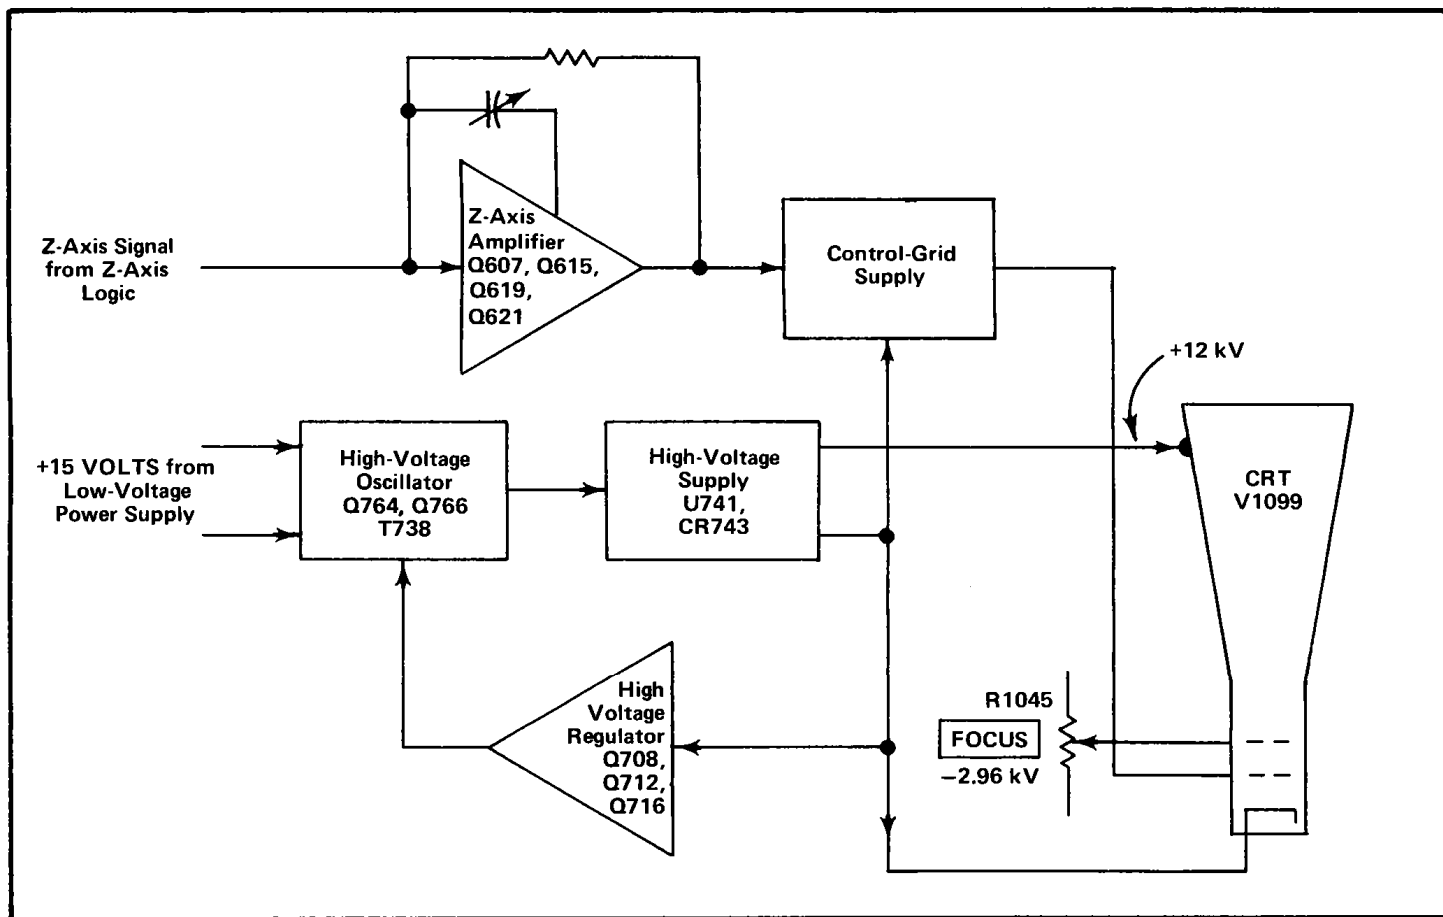 Z-Axis Signal
from Z-Axis
Logic
Z-Axis
Amplifier
Q607, Q615,
Q619,
Q621
Control-Grid
Supply
+12 kV
+15 VOLTS from
Low-Voltage
Power Supply
High-Voltage
Oscillator
Q764, Q766
T738
High-Voltage
Supply
U741,
CR743
CRT
V1099
High
Voltage
Regulator
Q708,
Q712,
Q716
R1045
FOCUS
−2.96 kV